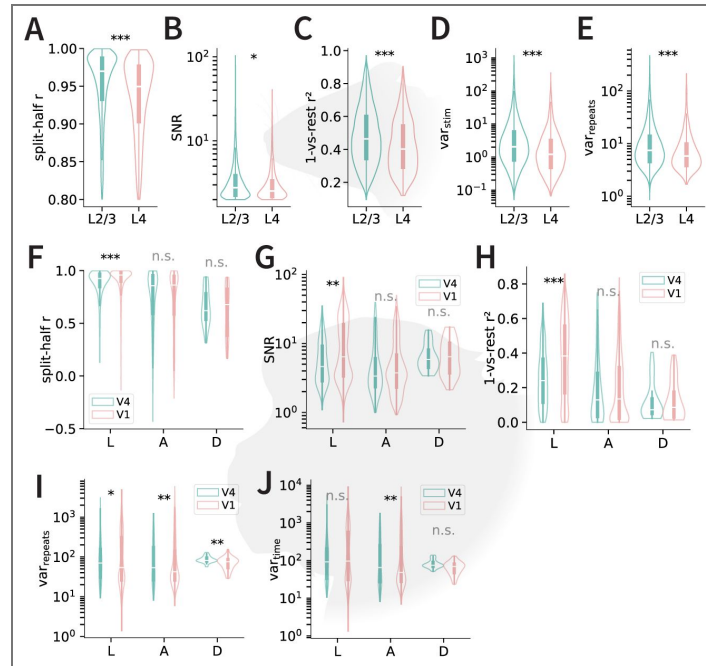 A
***
split-half r
1.00
0.95
0.90
0.85
0.80
L2/3 L4
B
*
SNR
10²
10¹
L2/3 L4
C
***
1-vs-rest r²
1.0
0.8
0.6
0.4
0.2
L2/3 L4
D
***
var_stim
10³
10²
10¹
10⁰
10⁻¹
L2/3 L4
E
***
var_repeats
10²
10¹
10⁰
L2/3 L4
F
*** n.s. n.s.
split-half r
1.0
0.5
0.0
−0.5
V4
V1
L A D
G
** n.s. n.s.
SNR
10²
10¹
10⁰
V4
V1
L A D
H
*** n.s. n.s.
1-vs-rest r²
0.8
0.6
0.4
0.2
0.0
V4
V1
L A D
I
* ** **
var_repeats
10³
10²
10¹
10⁰
V4
V1
L A D
J
n.s. ** n.s.
var_time
10⁴
10³
10²
10¹
10⁰
V4
V1
L A D